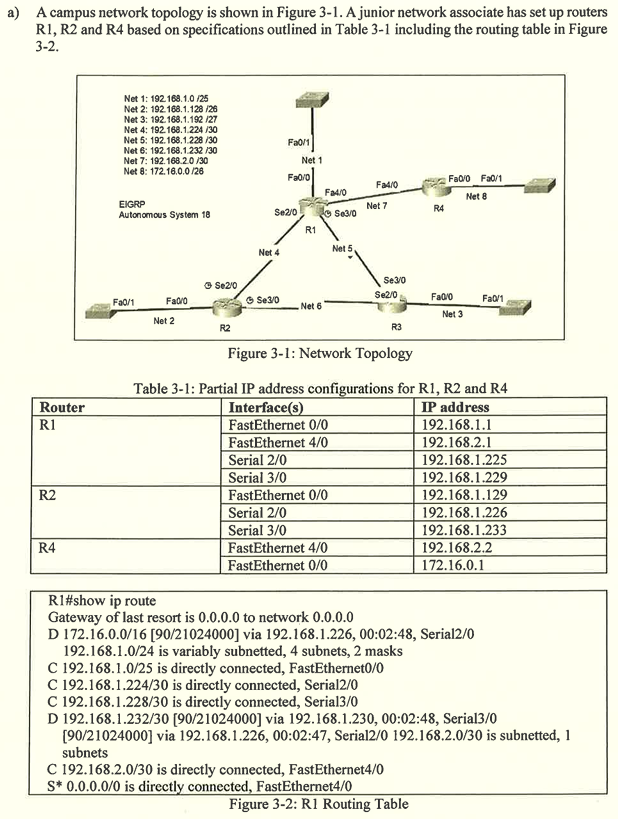 a) A campus network topology is shown in Figure 3-1. A junior network associate has set up routers
R1, R2 and R4 based on specifications outlined in Table 3-1 including the routing table in Figure
3-2.
Net 1: 192.168.1.0 /25
Net 2: 192.168.1.128 /26
Net 3: 192.168.1.192 /27
Net 4: 192.168.1.224 /30
Net 5: 192.168.1.228 /30
Net 6: 192.168.1.232 /30
Net 7: 192.168.2.0 /30
Net 8: 172.16.0.0 /26
EIGRP
Autonomous System 18
Fa0/1
Net 1
Fa0/0
Fa4/0
Se2/0
Se3/0
R1
Fa4/0
Net 7
Fa0/0
Fa0/1
R4
Net 8
Net 4
Net 5
Se2/0
Se3/0
Fa0/1
Fa0/0
Net 2
R2
Net 6
Se3/0
Se2/0
R3
Fa0/0
Fa0/1
Net 3
Figure 3-1: Network Topology
Table 3-1: Partial IP address configurations for R1, R2 and R4
Router Interface(s) IP address
R1 FastEthernet 0/0 192.168.1.1
FastEthernet 4/0 192.168.2.1
Serial 2/0 192.168.1.225
Serial 3/0 192.168.1.229
R2 FastEthernet 0/0 192.168.1.129
Serial 2/0 192.168.1.226
Serial 3/0 192.168.1.233
R4 FastEthernet 4/0 192.168.2.2
FastEthernet 0/0 172.16.0.1
R1#show ip route
Gateway of last resort is 0.0.0.0 to network 0.0.0.0
D 172.16.0.0/16 [90/21024000] via 192.168.1.226, 00:02:48, Serial2/0
192.168.1.0/24 is variably subnetted, 4 subnets, 2 masks
C 192.168.1.0/25 is directly connected, FastEthernet0/0
C 192.168.1.224/30 is directly connected, Serial2/0
C 192.168.1.228/30 is directly connected, Serial3/0
D 192.168.1.232/30 [90/21024000] via 192.168.1.230, 00:02:48, Serial3/0
[90/21024000] via 192.168.1.226, 00:02:47, Serial2/0 192.168.2.0/30 is subnetted, 1
subnets
C 192.168.2.0/30 is directly connected, FastEthernet4/0
S* 0.0.0.0/0 is directly connected, FastEthernet4/0
Figure 3-2: R1 Routing Table